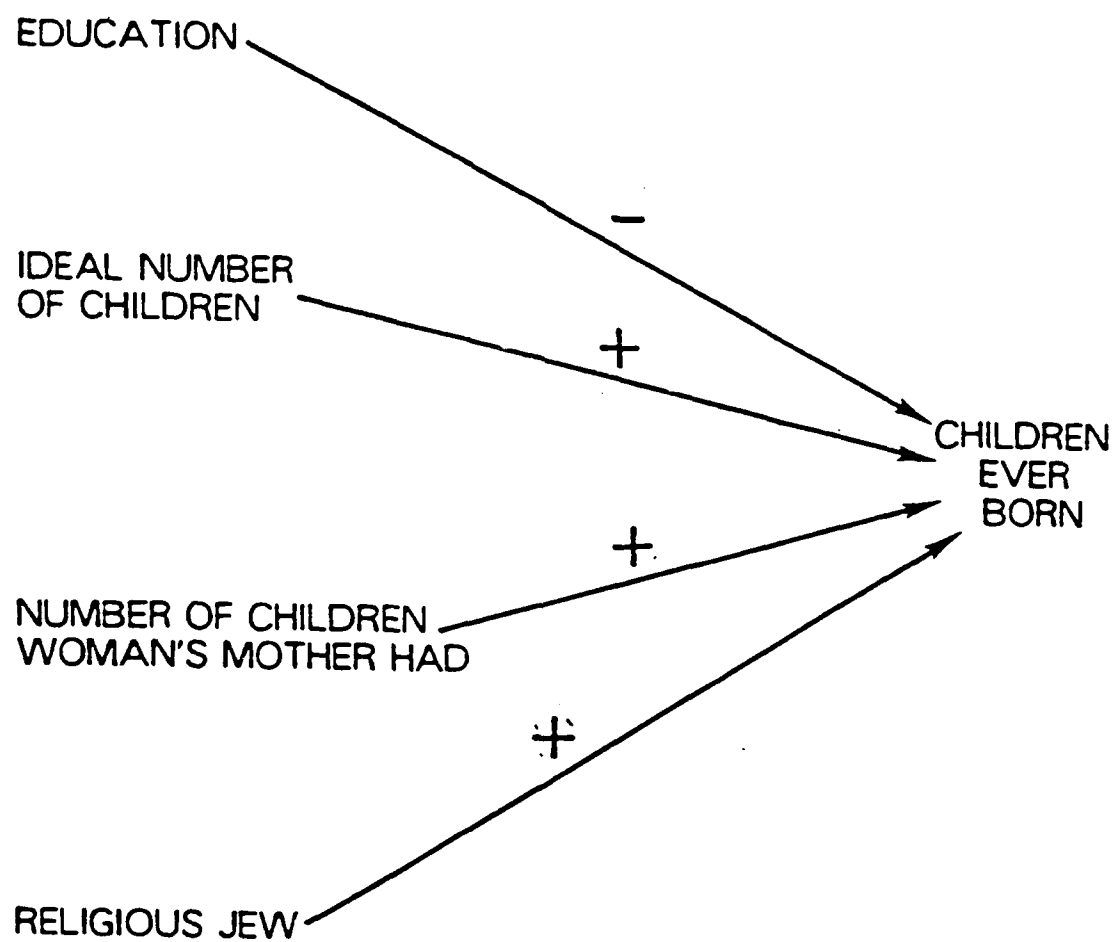 EDUCATION
−
IDEAL NUMBER
OF CHILDREN
+
CHILDREN
EVER
BORN
+
NUMBER OF CHILDREN
WOMAN'S MOTHER HAD
+
RELIGIOUS JEW